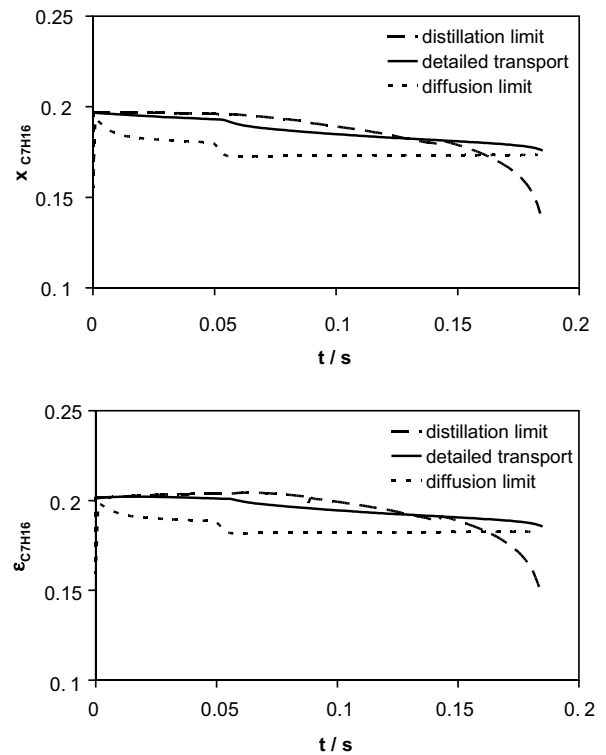 0.25
distillation limit
detailed transport
diffusion limit
0.2
x C7H16
0.15
0.1
0 0.05 0.1 0.15 0.2
t / s
0.25
distillation limit
detailed transport
diffusion limit
0.2
εC7H16
0.15
0.1
0 0.05 0.1 0.15 0.2
t / s